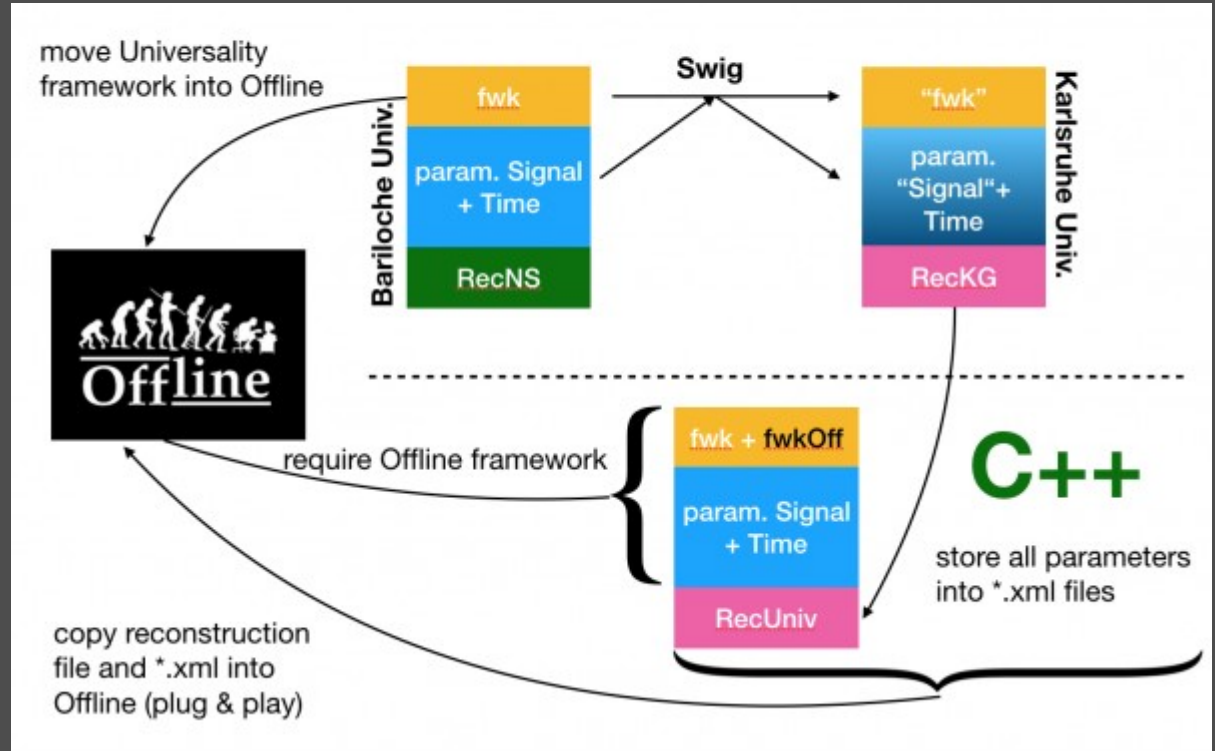 move Universality
framework into Offline
Swig
Bariloche Univ.
fwk
param. Signal
+ Time
RecNS
“fwk”
param.
“Signal“+
Time
RecKG
Karlsruhe Univ.
Offline
require Offline framework
fwk + fwkOff
param. Signal
+ Time
RecUniv
C++
store all parameters
into *.xml files
copy reconstruction
file and *.xml into
Offline (plug & play)